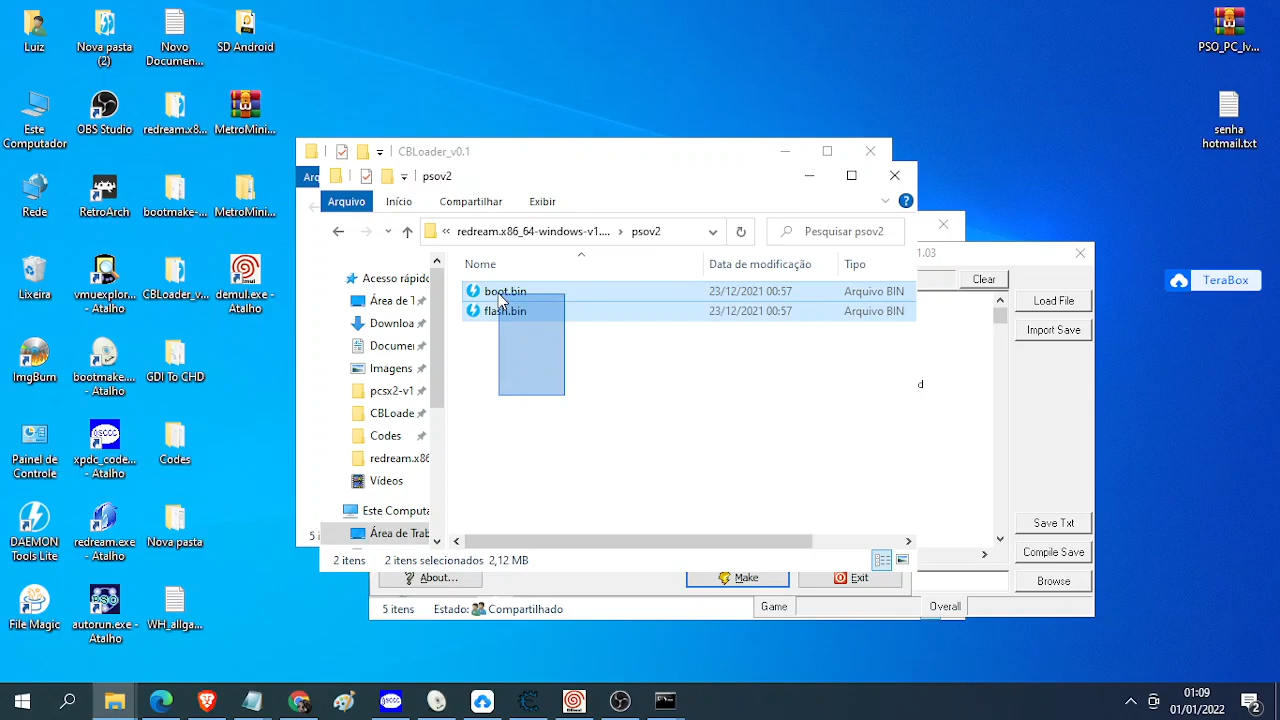 Luiz
Nova pasta
(2)
Novo
Documen...
SD Android
PSO_PC_Iv...
Este
Computador
OBS Studio
redream.x8...
MetroMini...
senha
hotmail.txt
Rede
RetroArch
bootmake-...
MetroMini...
Lixeira
vmuexplor...
- Atalho
CBLoader_v...
demul.exe -
Atalho
TeraBox
ImgBurn
bootmake....
- Atalho
GDI To CHD
Painel de
Controle
xpdc_code...
- Atalho
Codes
DAEMON
Tools Lite
redream.exe
- Atalho
Nova pasta
File Magic
autorun.exe -
Atalho
WH_allga...
CBLoader_v0.1
Arq
psov2
Arquivo
Início
Compartilhar
Exibir
redream.x86_64-windows-v1.... > psov2
Pesquisar psov2
Nome
Data de modificação
Tipo
boot.bin
23/12/2021 00:57
Arquivo BIN
flash.bin
23/12/2021 00:57
Arquivo BIN
Acesso rápido
Área de T
Downloa
Documen
Imagens
pcsx2-v1
CBLoade
Codes
redream.x86
Vídeos
Este Computa
Área de Trab
2 itens
2 itens selecionados 2,12 MB
5 i
1.03
Clear
Load File
Import Save
d
Save Txt
Compile Save
Browse
About...
Make
Exit
5 itens
Estado:
Compartilhado
Game
Overall
01:09
01/01/2022
2